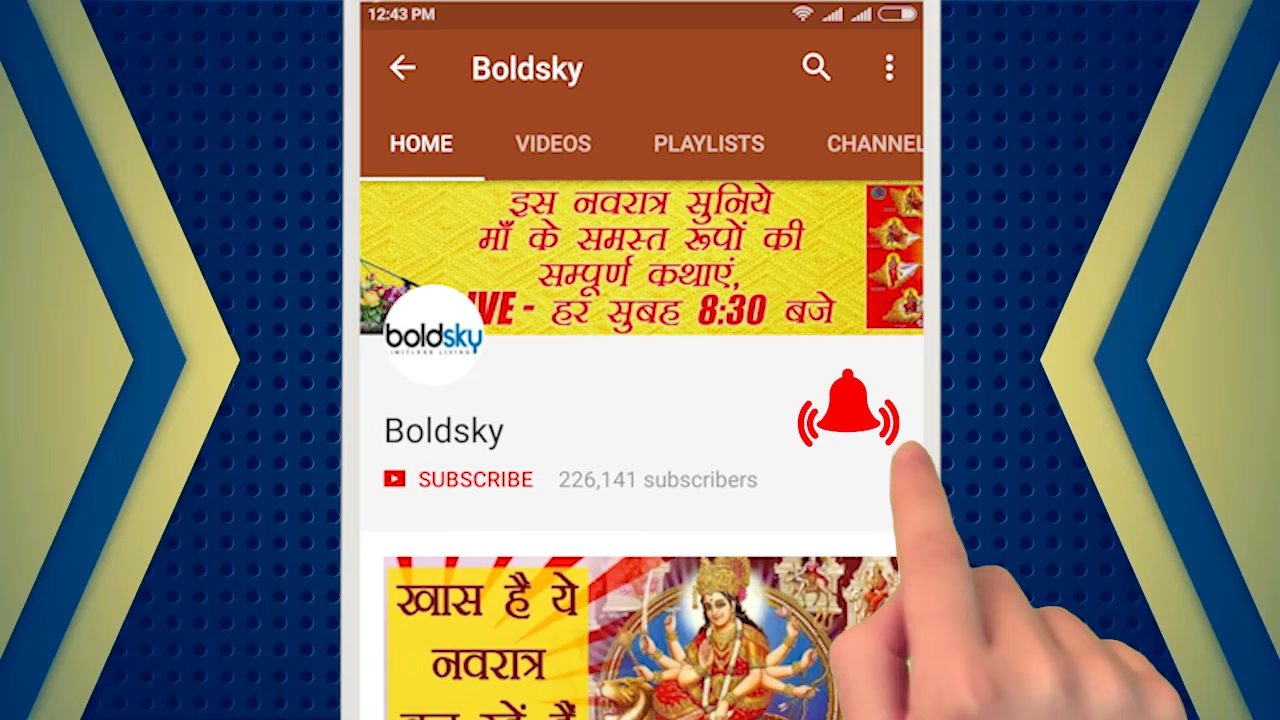 12:43 PM
Boldsky
HOME VIDEOS PLAYLISTS CHANNEL
इस नवरात्र सुनिये
माँ के समस्त रूपों की
सम्पूर्ण कथाएं,
IVE - हर सुबह 8:30 बजे
boldsky
Boldsky
SUBSCRIBE 226,141 subscribers
खास है ये
नवरात्र